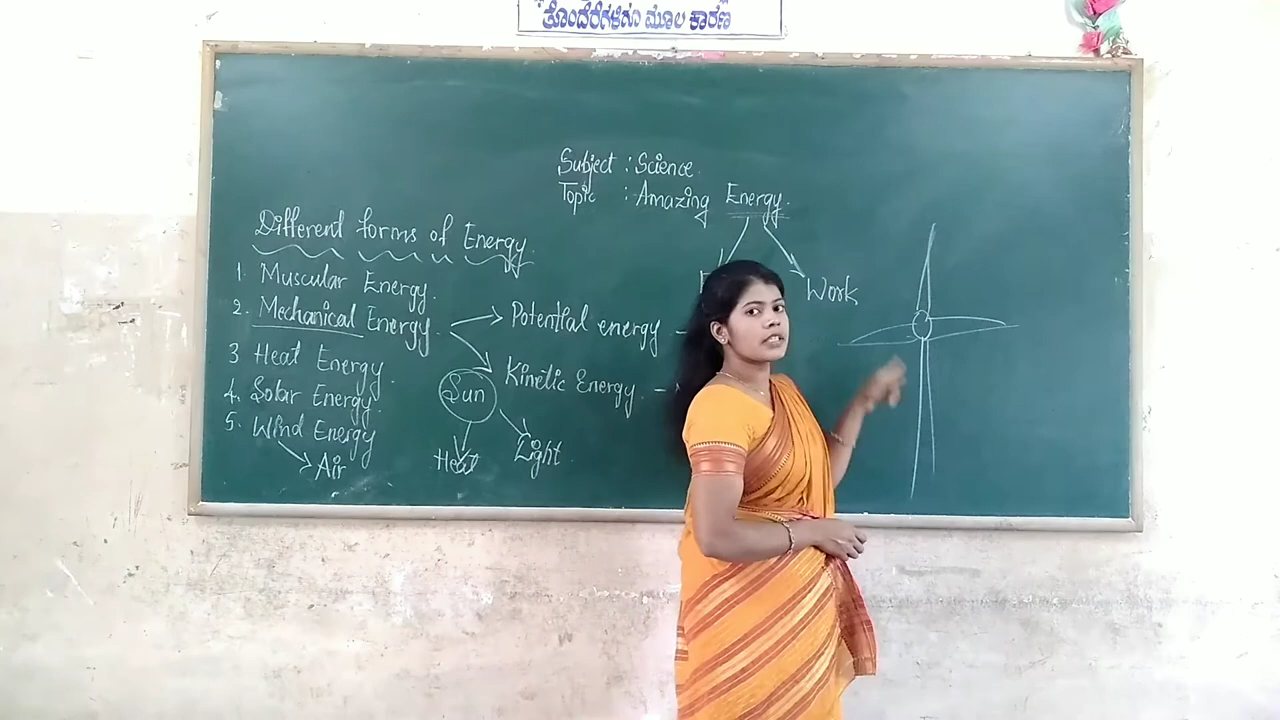 ತೊಂದರೆಗಳಿಗೂ ಮೂಲ ಕಾರಣ
Subject : Science.
Topic : Amazing Energy.
Work
Different forms of Energy.
1. Muscular Energy.
2. Mechanical Energy.
Potential energy -
Kinetic Energy. -
3 Heat Energy.
4. Solar Energy.
5. Wind Energy
Air
Sun
Heat
Light.